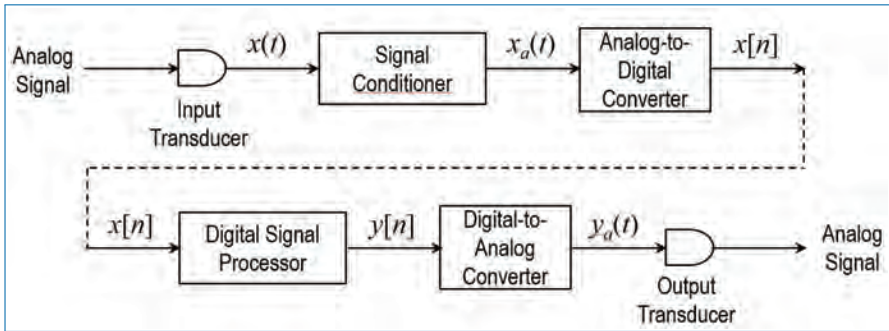 Analog
Signal
x(t)
Input
Transducer
Signal
Conditioner
xa(t)
Analog-to-
Digital
Converter
x[n]
x[n]
Digital Signal
Processor
y[n]
Digital-to-
Analog
Converter
ya(t)
Output
Transducer
Analog
Signal